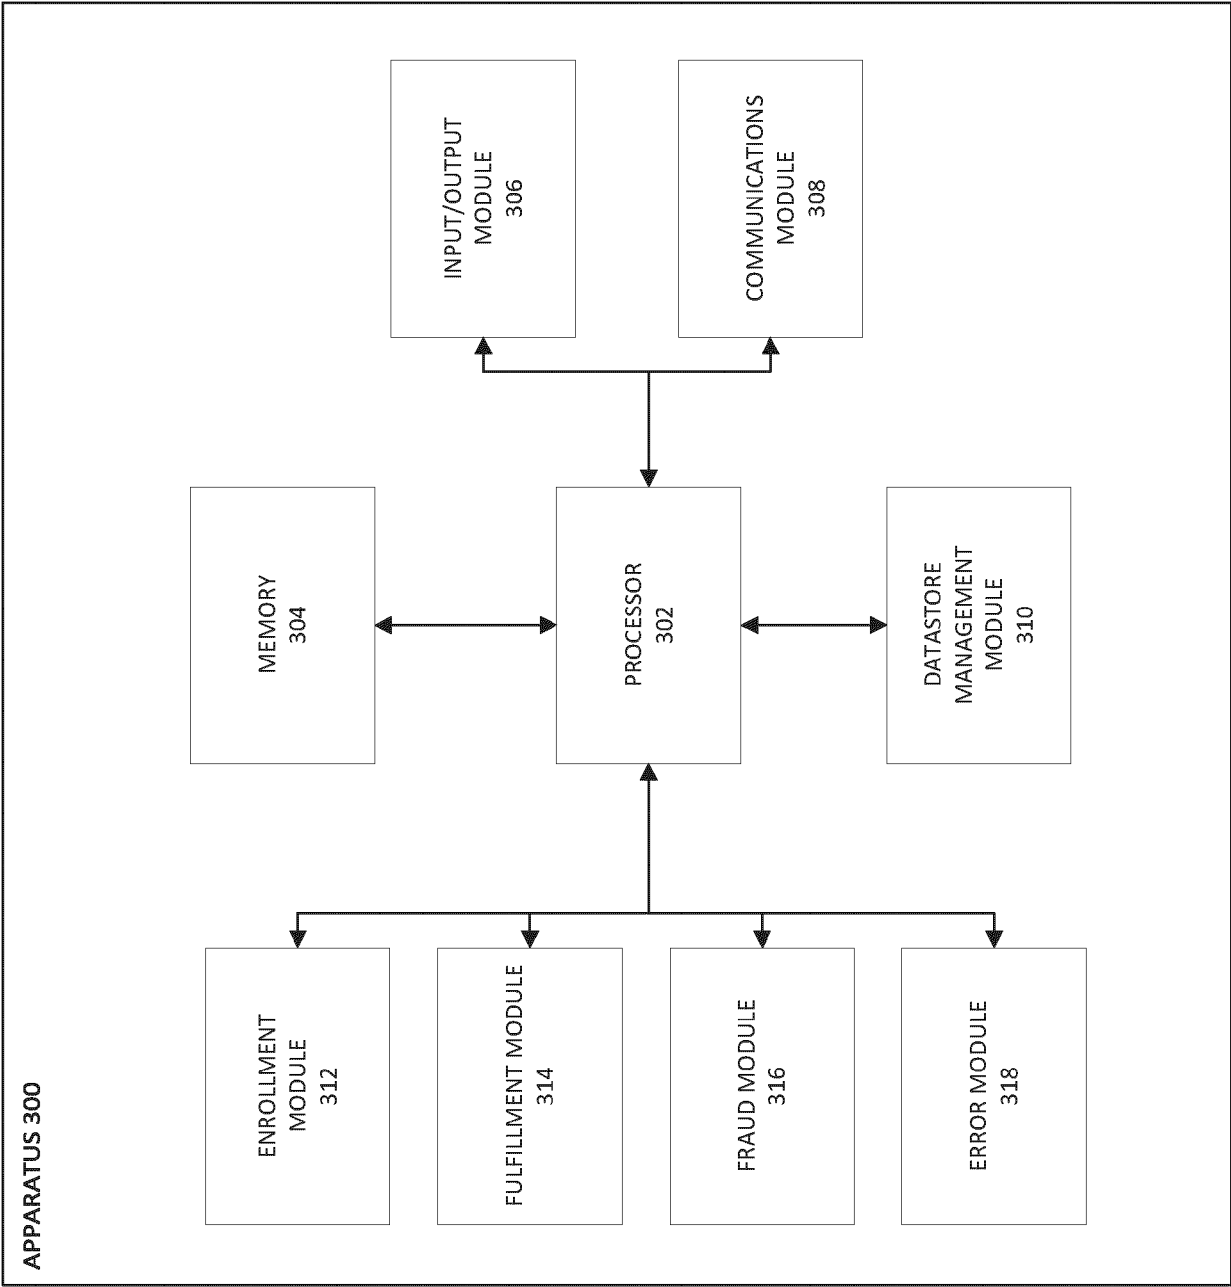 APPARATUS 300
ENROLLMENT
MODULE
312
FULFILLMENT MODULE
314
FRAUD MODULE
316
ERROR MODULE
318
MEMORY
304
PROCESSOR
302
DATASTORE
MANAGEMENT
MODULE
310
INPUT/OUTPUT
MODULE
306
COMMUNICATIONS
MODULE
308